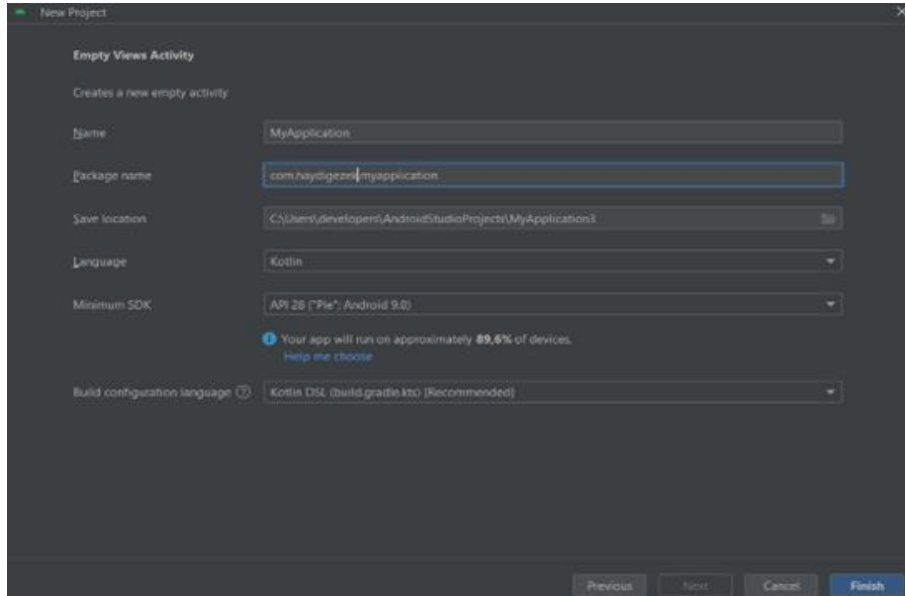 New Project
Empty Views Activity
Creates a new empty activity
Name MyApplication
Package name com.haydigezek.myapplication
Save location C:\Users\developers\AndroidStudioProjects\MyApplication3
Language Kotlin
Minimum SDK API 28 ("Pie"; Android 9.0)
Your app will run on approximately 89,6% of devices.
Help me choose
Build configuration language Kotlin DSL (build.gradle.kts) [Recommended]
Previous Next Cancel Finish